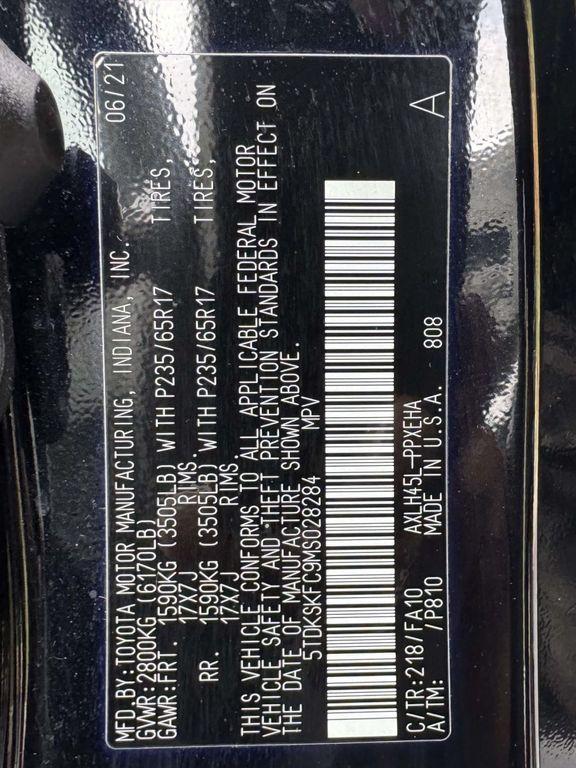 MFD.BY:TOYOTA MOTOR MANUFACTURING, INDIANA, INC. 06/21
GVWR:2800KG (6170LB)
GAWR:FRT. 1590KG (3505LB) WITH P235/65R17 TIRES,
17X7J RIMS.
RR. 1590KG (3505LB) WITH P235/65R17 TIRES,
17X7J RIMS.
THIS VEHICLE CONFORMS TO ALL APPLICABLE FEDERAL MOTOR
VEHICLE SAFETY AND THEFT PREVENTION STANDARDS IN EFFECT ON
THE DATE OF MANUFACTURE SHOWN ABOVE.
5TDKSKFC9MS028284 MPV
C/TR:218/FA10 AXLH45L-PPXEHA A
A/TM: /P810 MADE IN U.S.A. 808